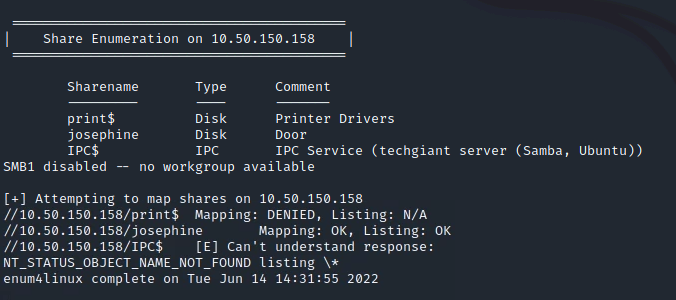 Share Enumeration on 10.50.150.158
Sharename Type Comment
--------- ---- -------
print$ Disk Printer Drivers
josephine Disk Door
IPC$ IPC IPC Service (techgiant server (Samba, Ubuntu))
SMB1 disabled -- no workgroup available
[+] Attempting to map shares on 10.50.150.158
//10.50.150.158/print$ Mapping: DENIED, Listing: N/A
//10.50.150.158/josephine Mapping: OK, Listing: OK
//10.50.150.158/IPC$ [E] Can't understand response:
NT_STATUS_OBJECT_NAME_NOT_FOUND listing \*
enum4linux complete on Tue Jun 14 14:31:55 2022